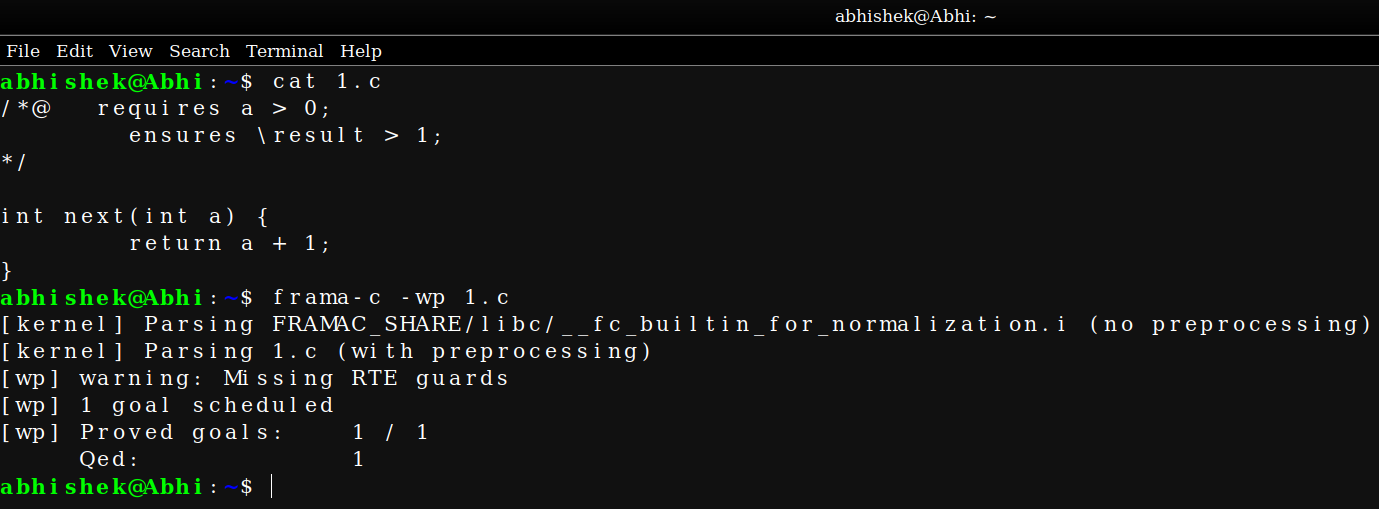 abhishek@Abhi: ~
File Edit View Search Terminal Help
abhishek@Abhi:~$ cat 1.c
/*@ requires a > 0;
ensures \result > 1;
*/
int next(int a) {
return a + 1;
}
abhishek@Abhi:~$ frama-c -wp 1.c
[kernel] Parsing FRAMAC_SHARE/libc/__fc_builtin_for_normalization.i (no preprocessing)
[kernel] Parsing 1.c (with preprocessing)
[wp] warning: Missing RTE guards
[wp] 1 goal scheduled
[wp] Proved goals: 1 / 1
Qed: 1
abhishek@Abhi:~$